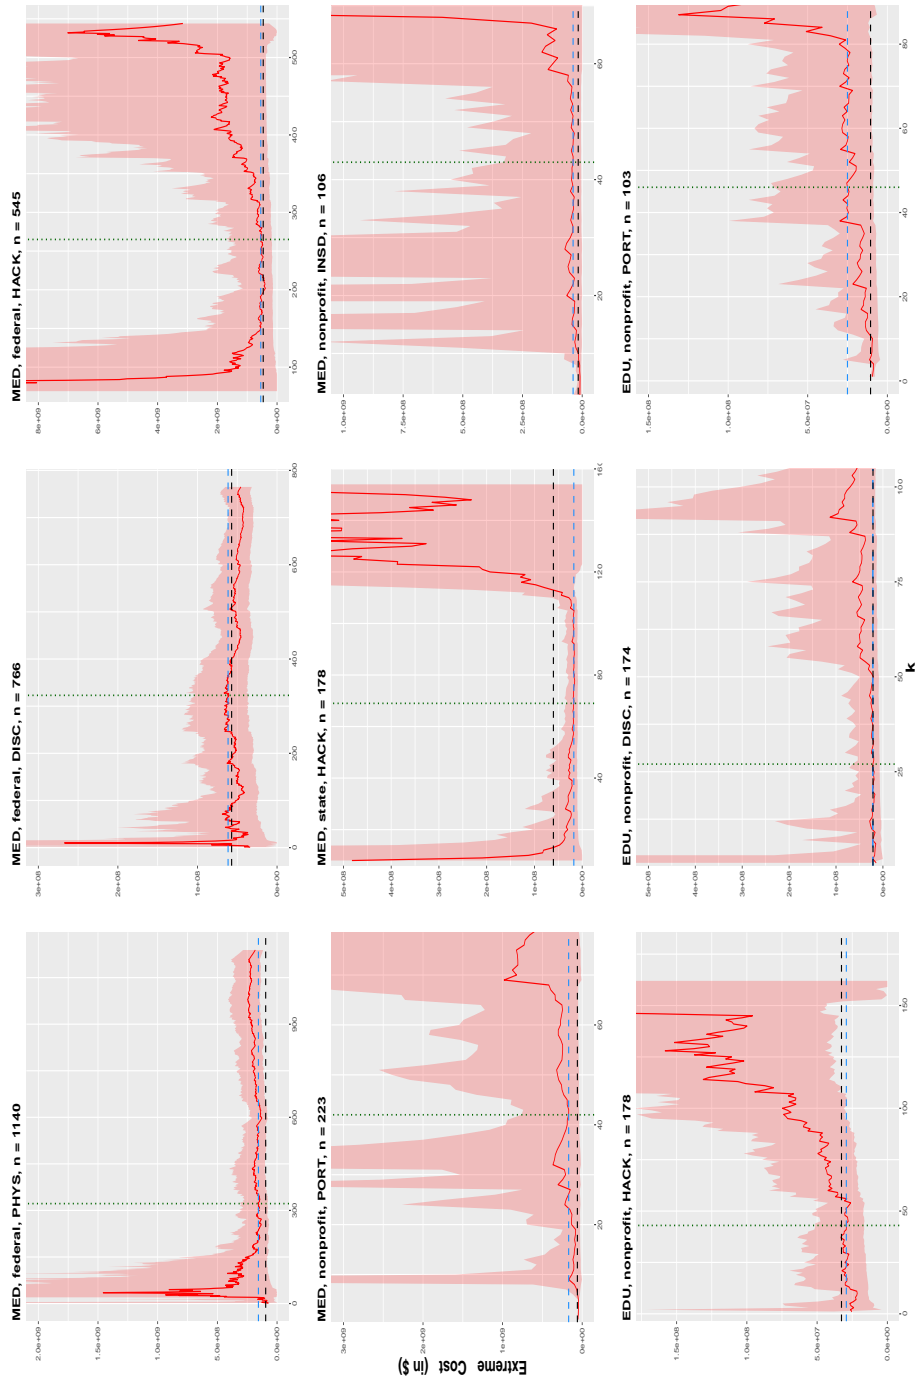 MED, federal, PHYS, n = 1140
2.0e+09
1.5e+09
1.0e+09
5.0e+08
0.0e+00
0
300
600
900
MED, federal, DISC, n = 766
3e+08
2e+08
1e+08
0e+00
0
200
400
600
800
MED, federal, HACK, n = 545
8e+09
6e+09
4e+09
2e+09
0e+00
100
200
300
400
500
Extreme Cost (in $)
MED, nonprofit, PORT, n = 223
3e+09
2e+09
1e+09
0e+00
20
40
60
MED, state, HACK, n = 178
5e+08
4e+08
3e+08
2e+08
1e+08
0e+00
40
80
120
MED, nonprofit, INSD, n = 106
1.0e+09
7.5e+08
5.0e+08
2.5e+08
0.0e+00
20
40
60
EDU, nonprofit, HACK, n = 178
1.5e+08
1.0e+08
5.0e+07
0.0e+00
0
50
100
150
EDU, nonprofit, DISC, n = 174
5e+08
4e+08
3e+08
2e+08
1e+08
0e+00
25
50
75
100
EDU, nonprofit, PORT, n = 103
1.5e+08
1.0e+08
5.0e+07
0.0e+00
0
20
40
60
80
k